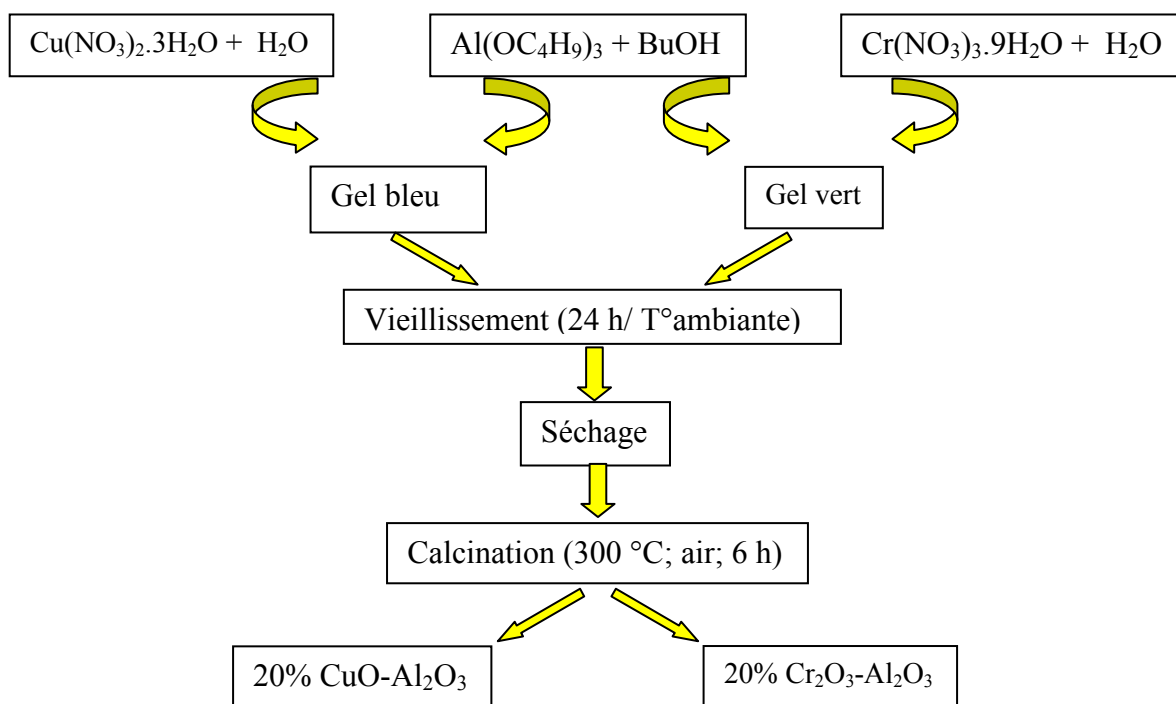 Cu(NO₃)₂.3H₂O + H₂O
Al(OC₄H₉)₃ + BuOH
Cr(NO₃)₃.9H₂O + H₂O
Gel bleu
Gel vert
Vieillissement (24 h/ T°ambiante)
Séchage
Calcination (300 °C; air; 6 h)
20% CuO-Al₂O₃
20% Cr₂O₃-Al₂O₃